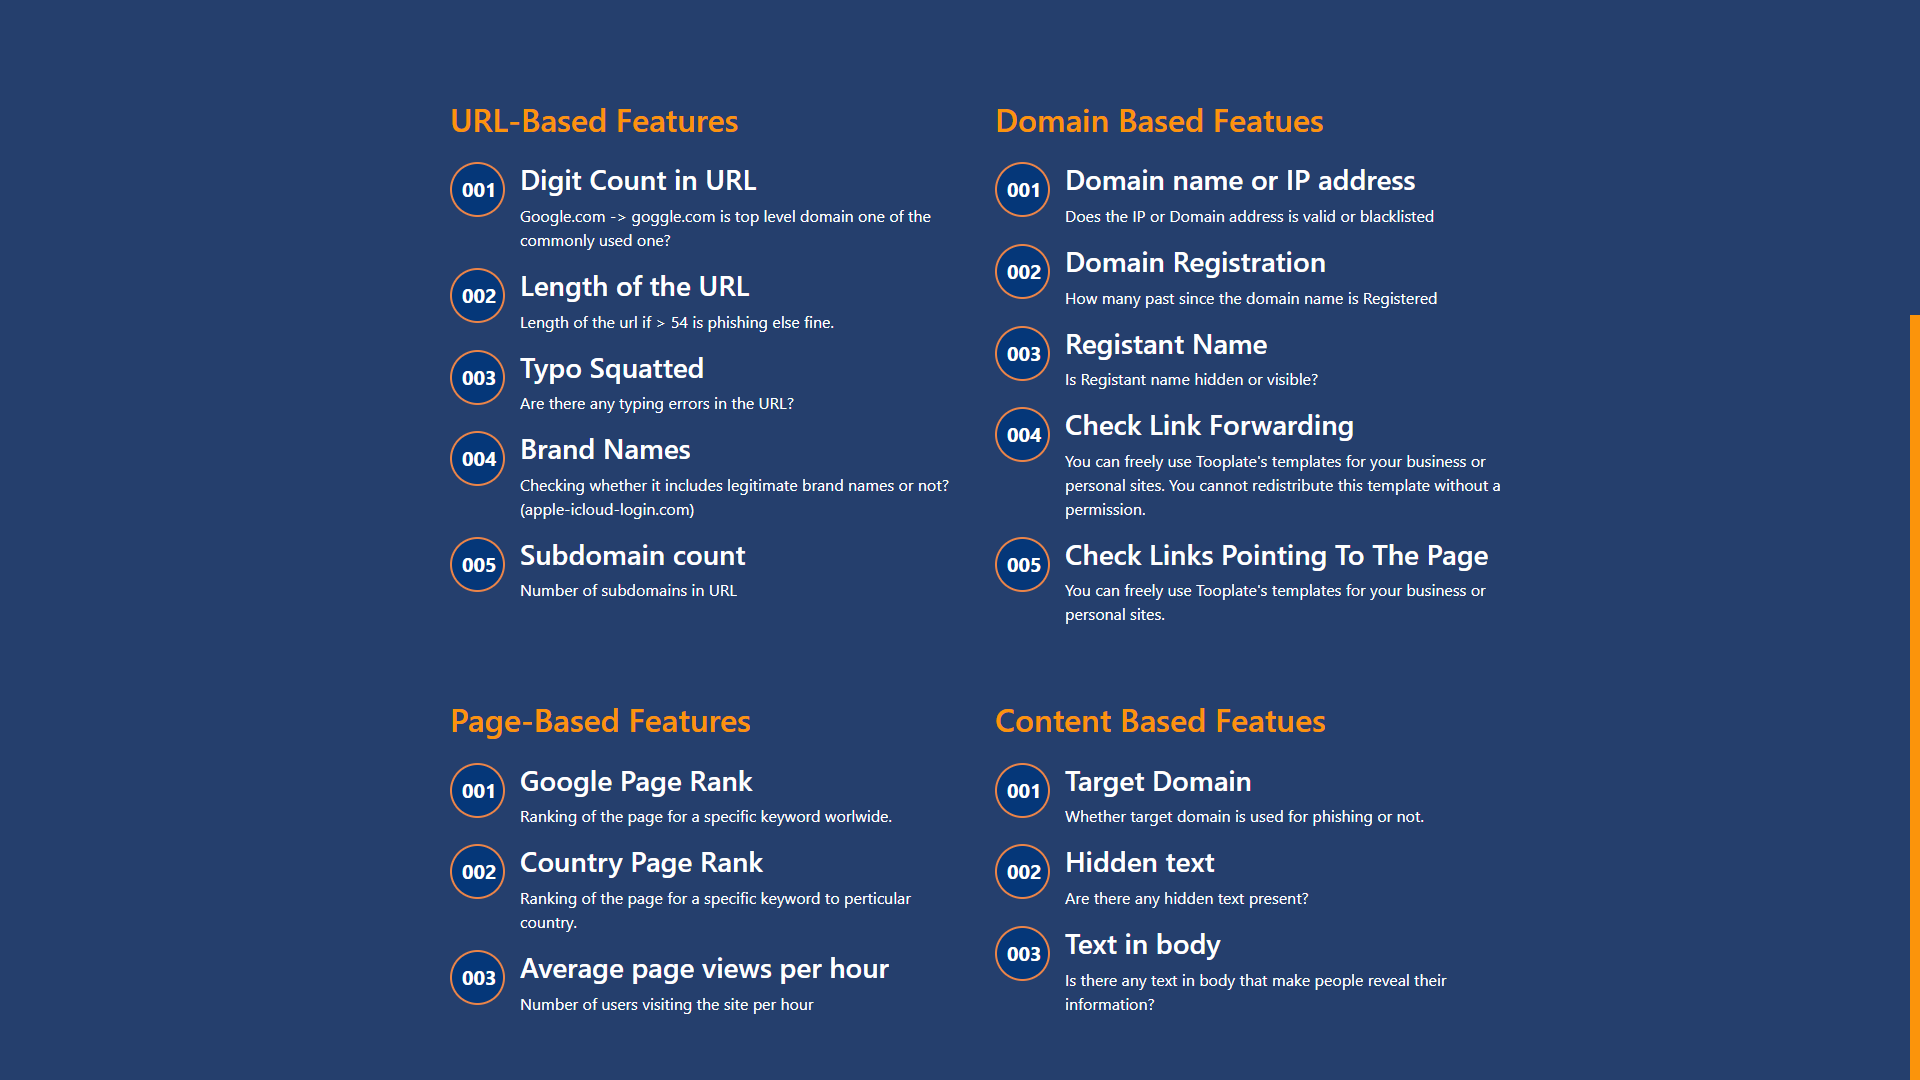 URL-Based Features
001
Digit Count in URL
Google.com -> goggle.com is top level domain one of the
commonly used one?
002
Length of the URL
Length of the url if > 54 is phishing else fine.
003
Typo Squatted
Are there any typing errors in the URL?
004
Brand Names
Checking whether it includes legitimate brand names or not?
(apple-icloud-login.com)
005
Subdomain count
Number of subdomains in URL
Domain Based Featues
001
Domain name or IP address
Does the IP or Domain address is valid or blacklisted
002
Domain Registration
How many past since the domain name is Registered
003
Registant Name
Is Registant name hidden or visible?
004
Check Link Forwarding
You can freely use Tooplate's templates for your business or
personal sites. You cannot redistribute this template without a
permission.
005
Check Links Pointing To The Page
You can freely use Tooplate's templates for your business or
personal sites.
Page-Based Features
001
Google Page Rank
Ranking of the page for a specific keyword worlwide.
002
Country Page Rank
Ranking of the page for a specific keyword to perticular
country.
003
Average page views per hour
Number of users visiting the site per hour
Content Based Featues
001
Target Domain
Whether target domain is used for phishing or not.
002
Hidden text
Are there any hidden text present?
003
Text in body
Is there any text in body that make people reveal their
information?